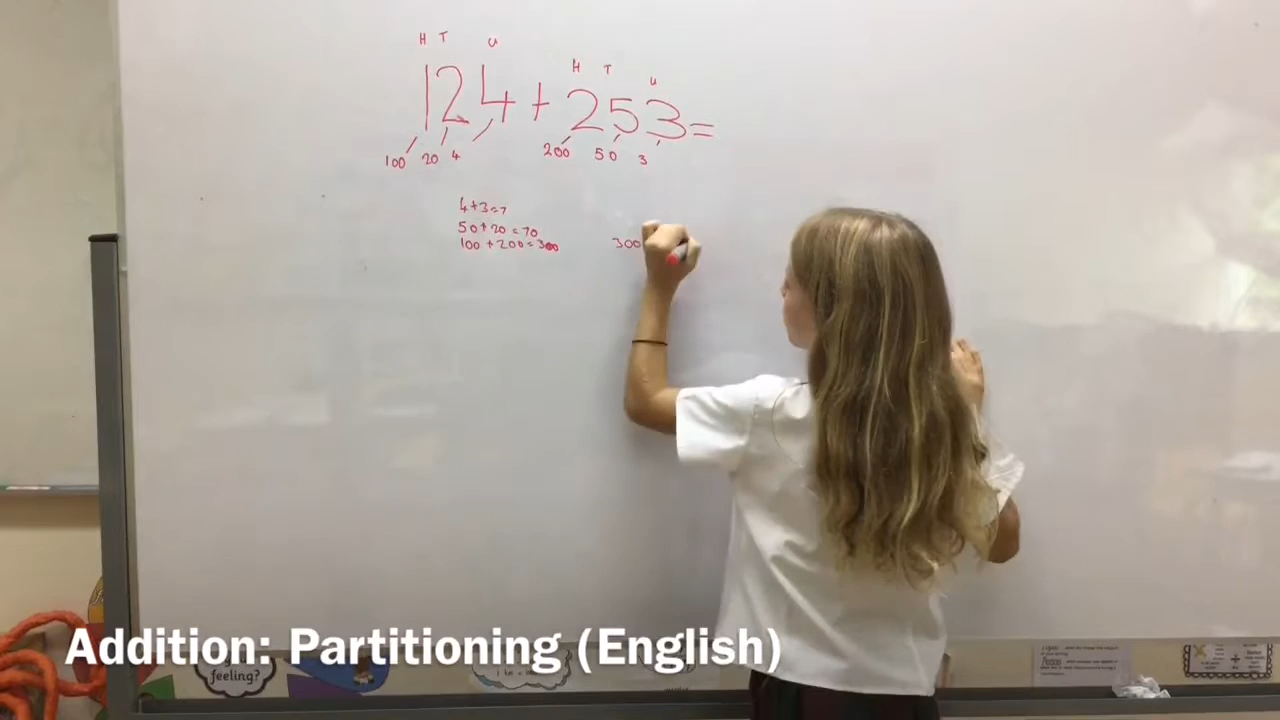 H T U H T U
124 + 253 =
100 20 4 200 50 3
4+3=7
50+20=70
100+200=300 300
Addition: Partitioning (English)
feeling?